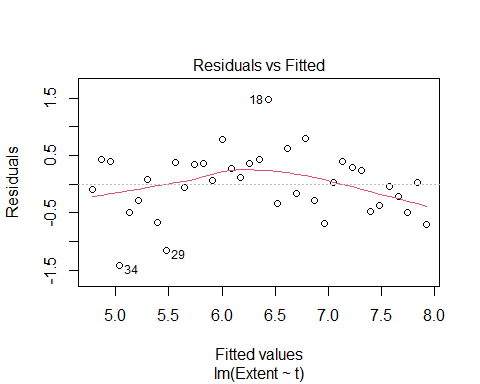 Residuals vs Fitted
1.5
0.5
-0.5
-1.5
Residuals
18
29
34
5.0 5.5 6.0 6.5 7.0 7.5 8.0
Fitted values
lm(Extent ~ t)